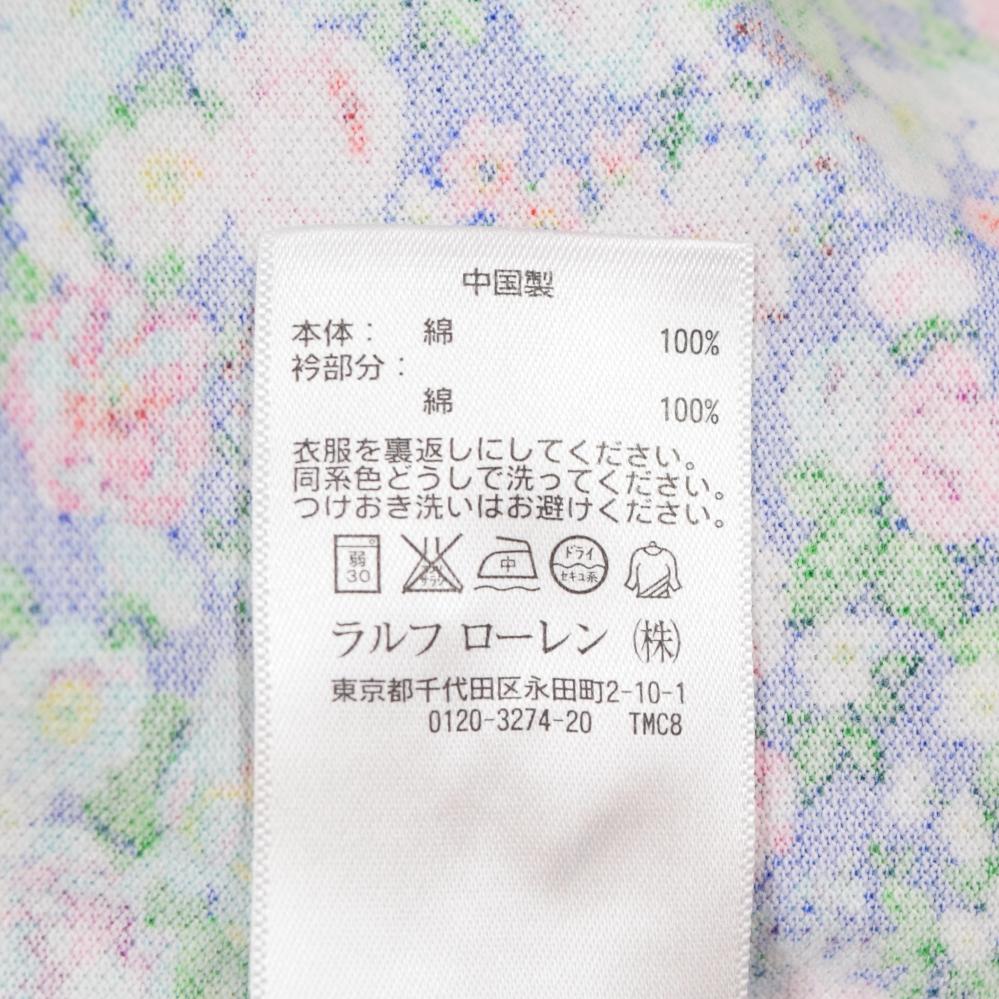 中国製
本体： 綿 100%
衿部分：
綿 100%
衣服を裏返しにしてください。
同系色どうしで洗ってください。
つけおき洗いはお避けください。
弱 30 中 ドライ セキユ系
ラルフ ローレン ㈱
東京都千代田区永田町2-10-1
0120-3274-20 TMC8